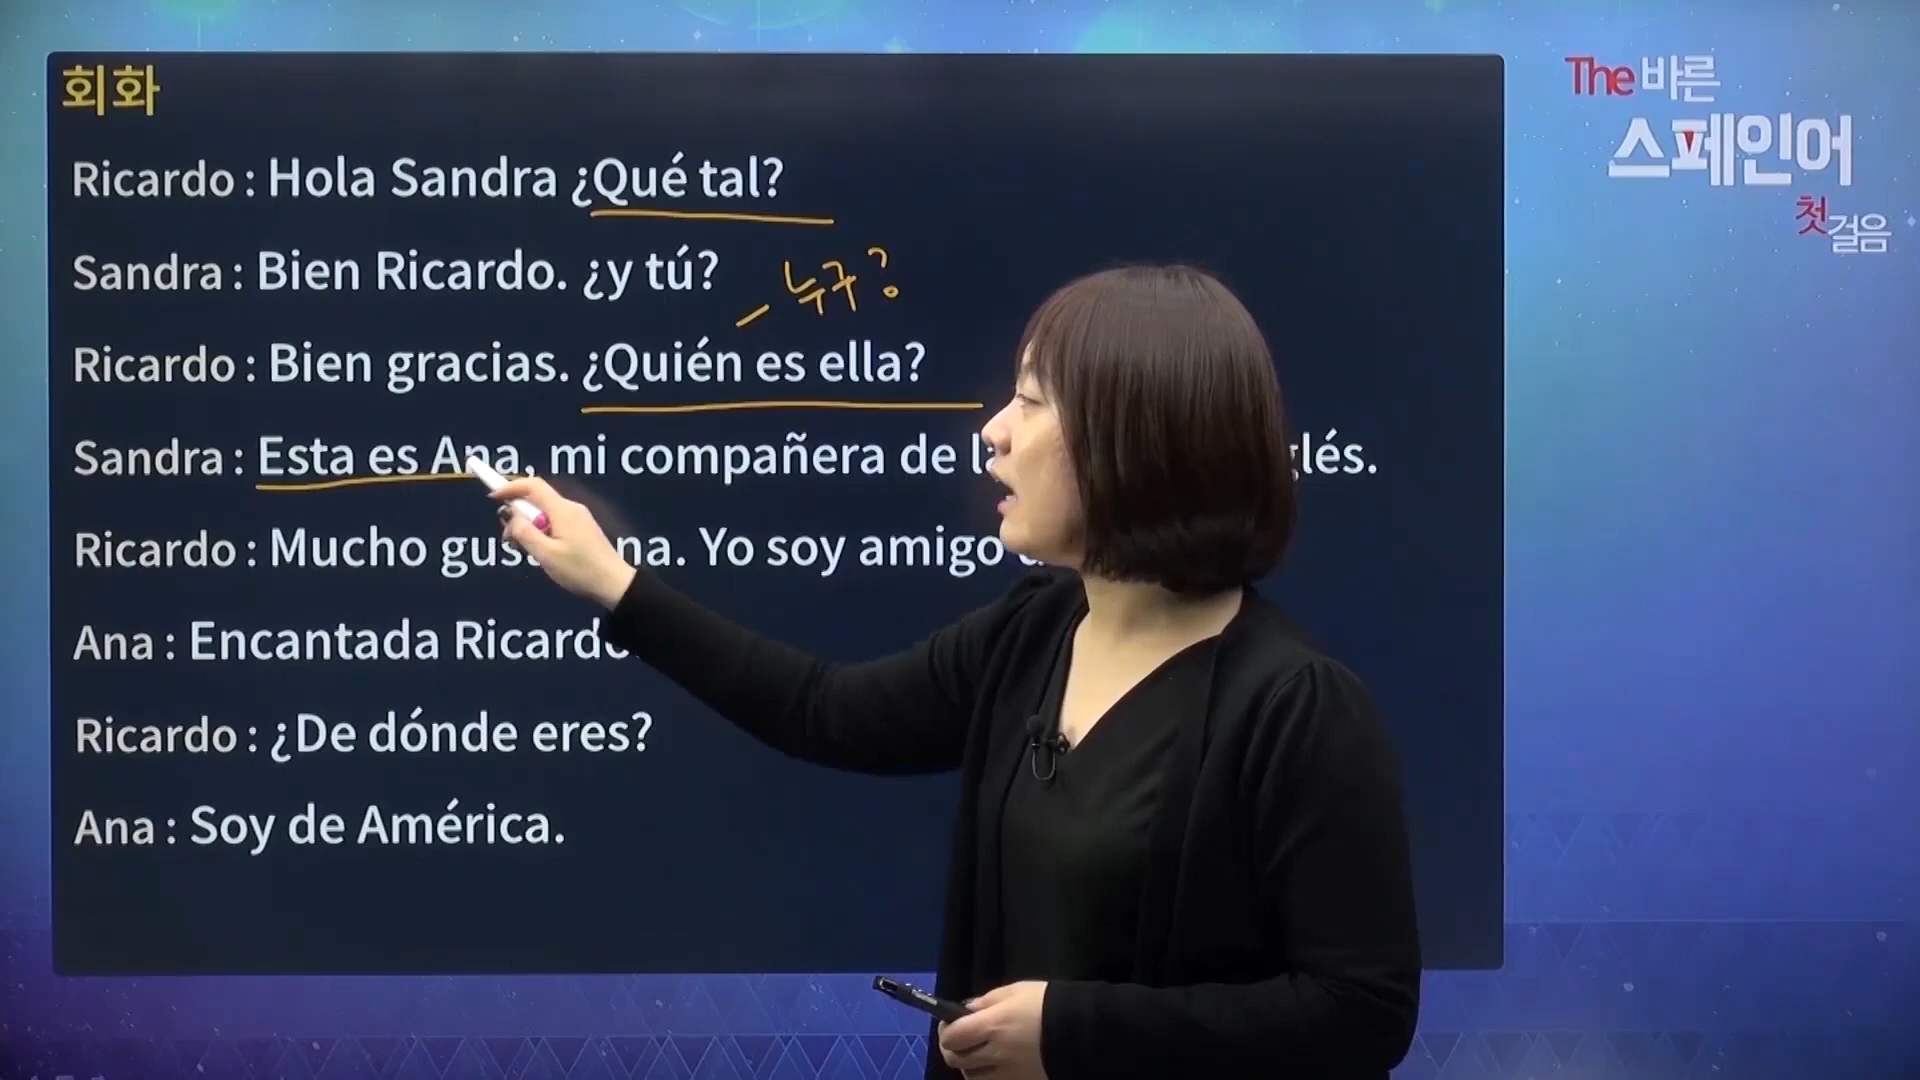 회화
Ricardo : Hola Sandra ¿Qué tal?
Sandra : Bien Ricardo. ¿y tú?
누구?
Ricardo : Bien gracias. ¿Quién es ella?
Sandra : Esta es Ana, mi compañera de
Ricardo : Mucho Yo soy amigo
Ana : Encantada Ricardo
Ricardo : ¿De dónde eres?
Ana : Soy de América.
The 바른
스페인어
첫걸음